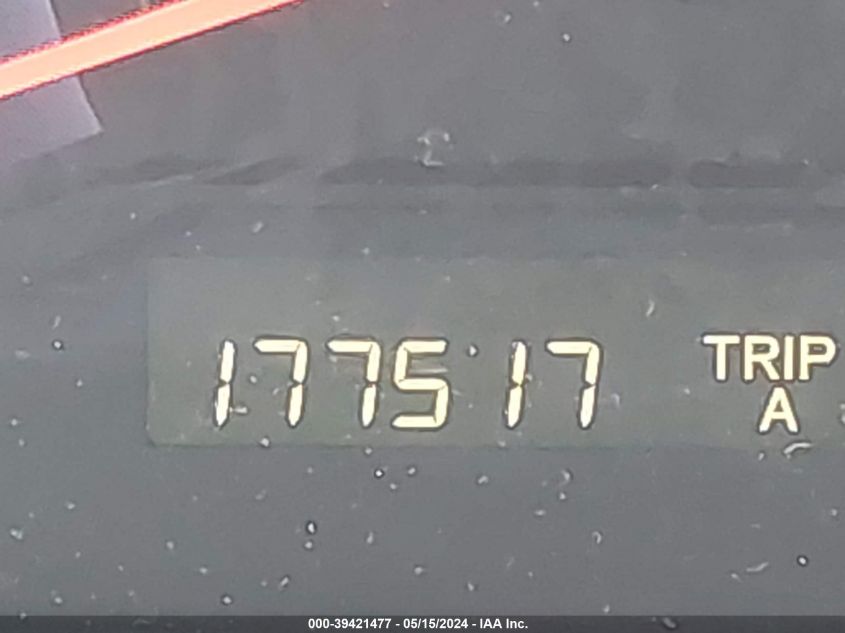 177517 TRIP
A
000-39421477 - 05/15/2024 - IAA Inc.